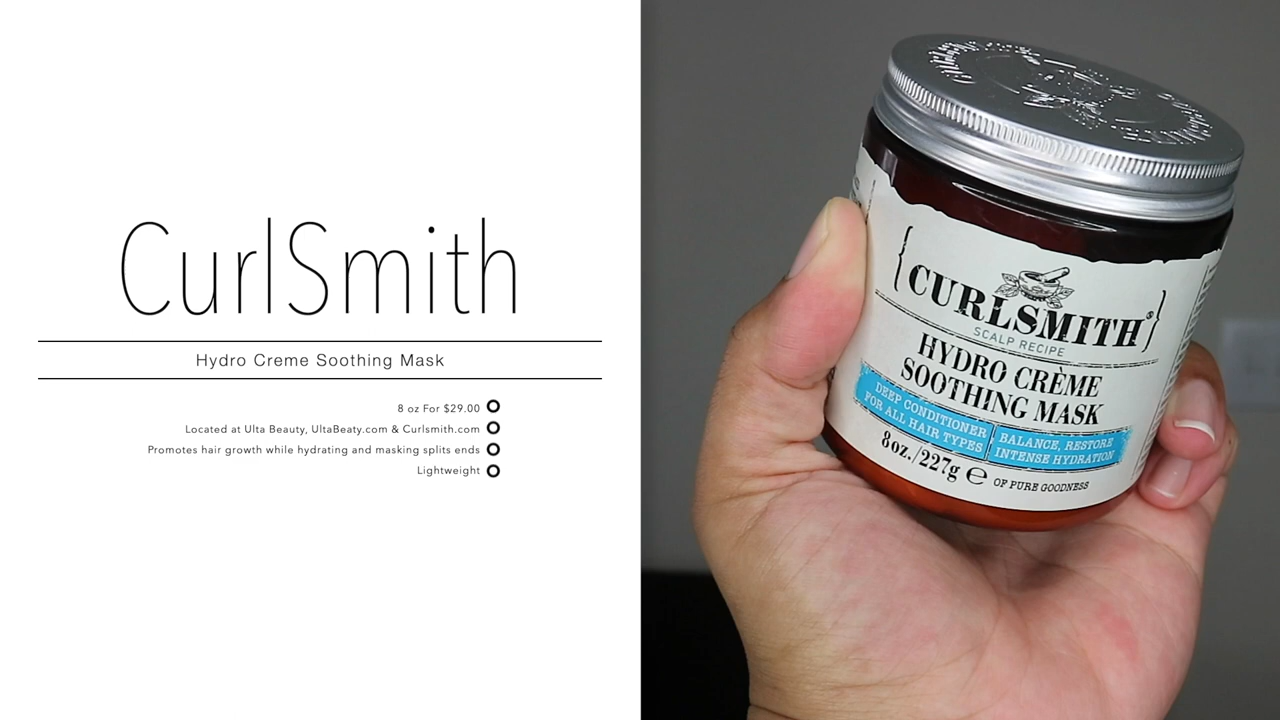 CurlSmith
Hydro Creme Soothing Mask
8 oz For $29.00
Located at Ulta Beauty, UltaBeaty.com & Curlsmith.com
Promotes hair growth while hydrating and masking splits ends
Lightweight
{CURLSMITH®}
SCALP RECIPE
HYDRO CRÈME
SOOTHING MASK
DEEP CONDITIONER
FOR ALL HAIR TYPES
BALANCE, RESTORE
INTENSE HYDRATION
8oz./227g ℮ OF PURE GOODNESS